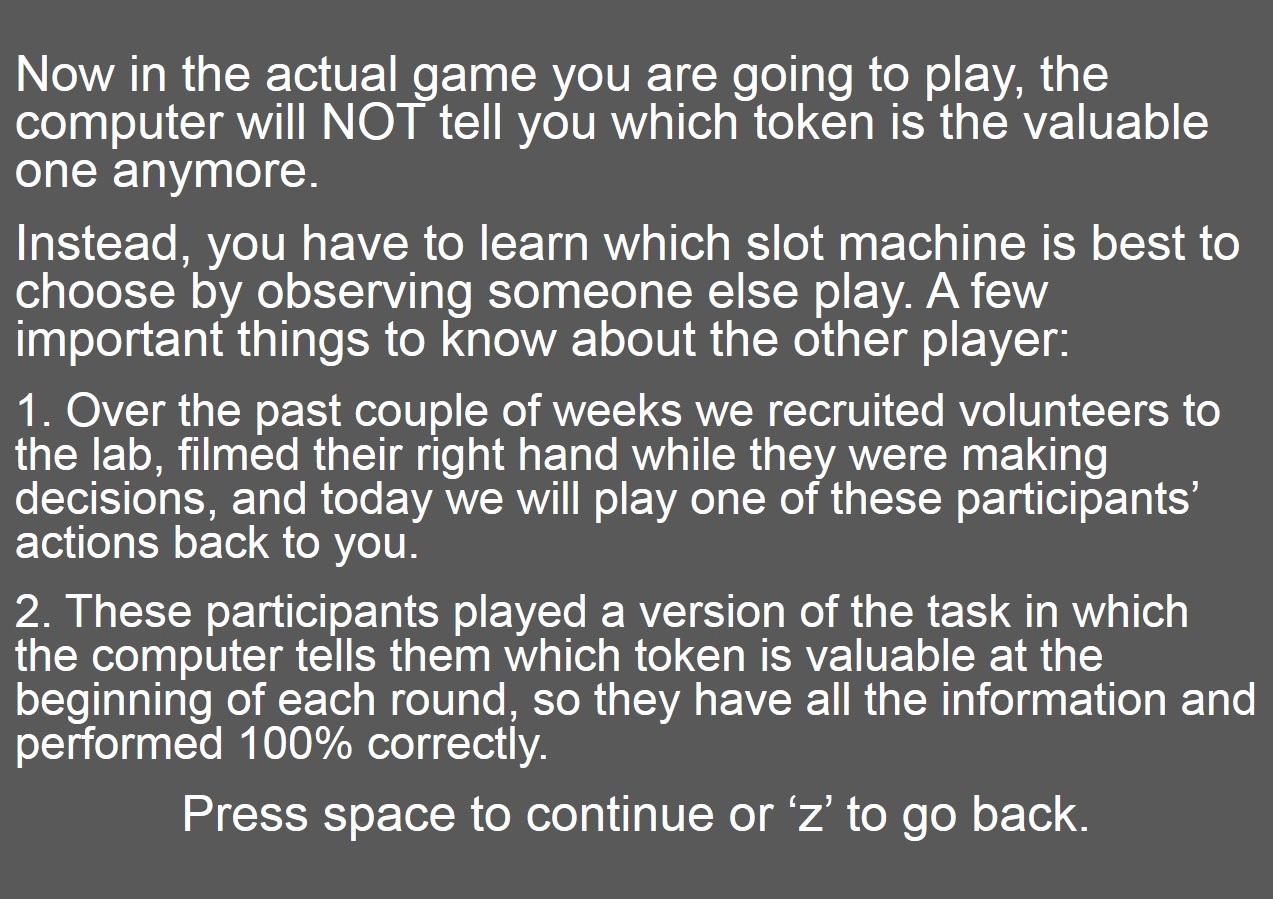 Now in the actual game you are going to play, the
computer will NOT tell you which token is the valuable
one anymore.
Instead, you have to learn which slot machine is best to
choose by observing someone else play. A few
important things to know about the other player:
1. Over the past couple of weeks we recruited volunteers to
the lab, filmed their right hand while they were making
decisions, and today we will play one of these participants’
actions back to you.
2. These participants played a version of the task in which
the computer tells them which token is valuable at the
beginning of each round, so they have all the information and
performed 100% correctly.
Press space to continue or ‘z’ to go back.